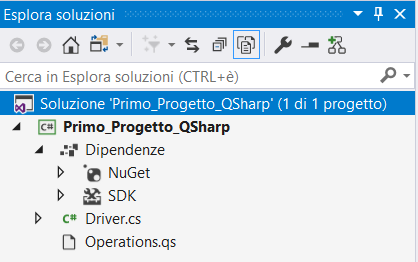 Esplora soluzioni
Cerca in Esplora soluzioni (CTRL+è)
Soluzione 'Primo_Progetto_QSharp' (1 di 1 progetto)
C# Primo_Progetto_QSharp
Dipendenze
NuGet
SDK
C# Driver.cs
Operations.qs